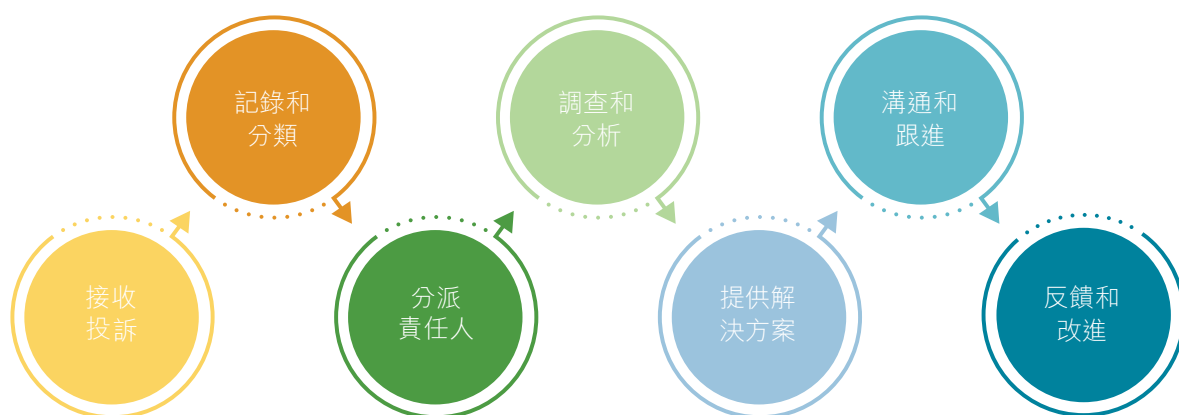 接收
投訴
記錄和
分類
分派
責任人
調查和
分析
提供解
決方案
溝通和
跟進
反饋和
改進